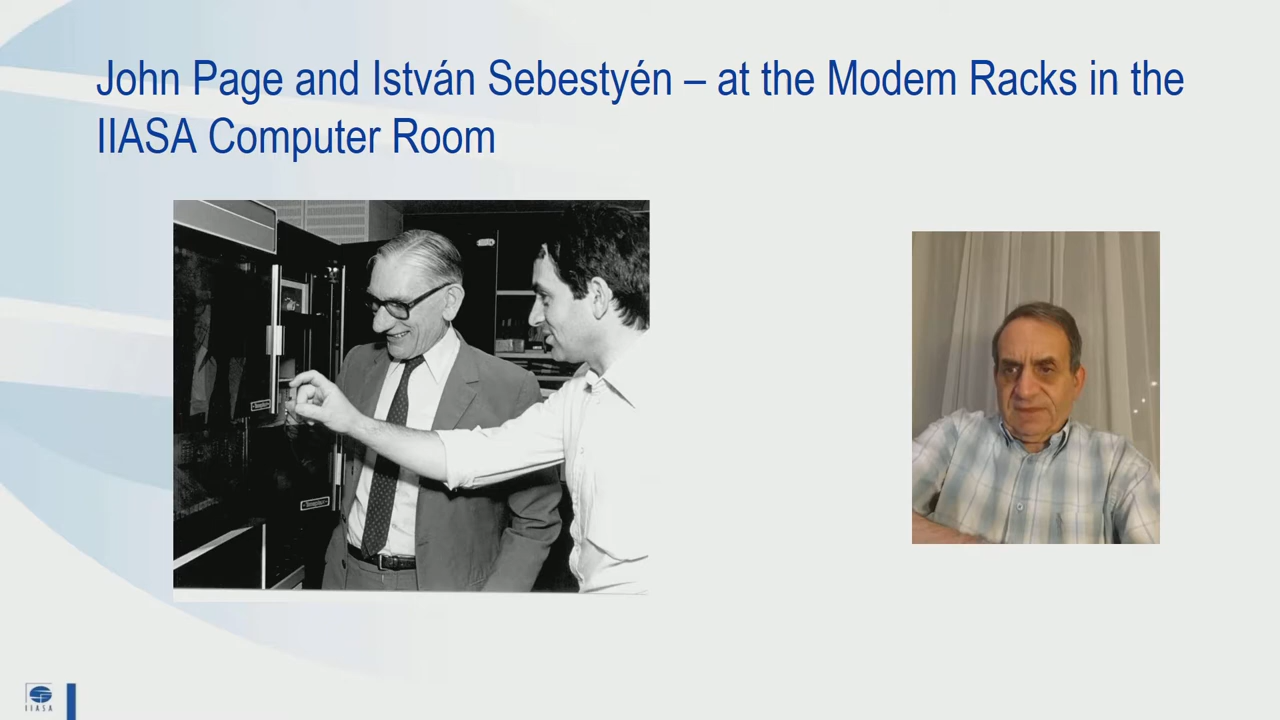 John Page and István Sebestyén – at the Modem Racks in the
IIASA Computer Room
IIASA